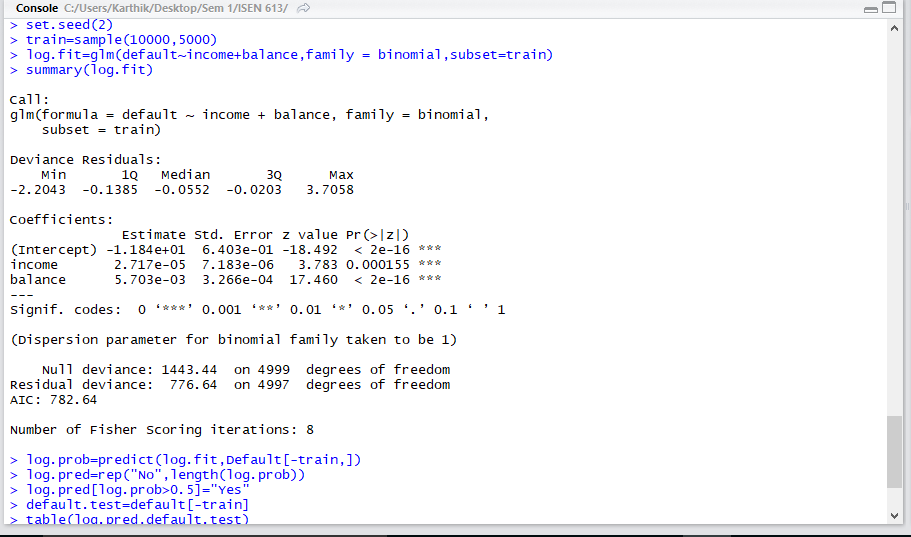 Console C:/Users/Karthik/Desktop/Sem 1/ISEN 613/
> set.seed(2)
> train=sample(10000,5000)
> log.fit=glm(default~income+balance,family = binomial,subset=train)
> summary(log.fit)
Call:
glm(formula = default ~ income + balance, family = binomial,
    subset = train)
Deviance Residuals:
    Min       1Q   Median       3Q      Max
-2.2043  -0.1385  -0.0552  -0.0203   3.7058
Coefficients:
              Estimate Std. Error z value Pr(>|z|)
(Intercept) -1.184e+01  6.403e-01 -18.492  < 2e-16 ***
income       2.717e-05  7.183e-06   3.783 0.000155 ***
balance      5.703e-03  3.266e-04  17.460  < 2e-16 ***
---
Signif. codes:  0 ‘***’ 0.001 ‘**’ 0.01 ‘*’ 0.05 ‘.’ 0.1 ‘ ’ 1
(Dispersion parameter for binomial family taken to be 1)
    Null deviance: 1443.44  on 4999  degrees of freedom
Residual deviance:  776.64  on 4997  degrees of freedom
AIC: 782.64
Number of Fisher Scoring iterations: 8
> log.prob=predict(log.fit,Default[-train,])
> log.pred=rep("No",length(log.prob))
> log.pred[log.prob>0.5]="Yes"
> default.test=default[-train]
> table(log.pred,default.test)